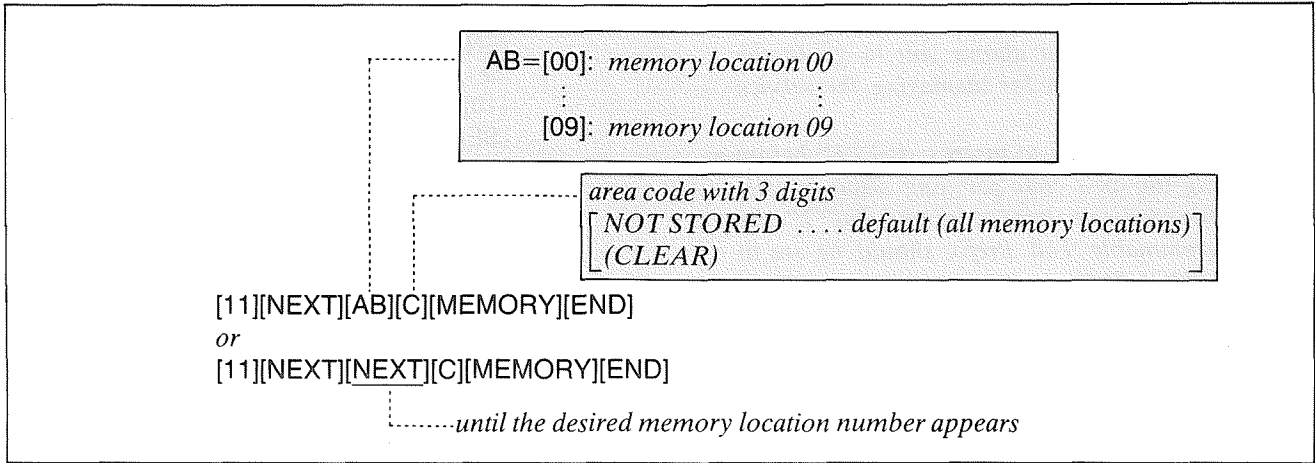 AB=[00]: memory location 00
⋮ ⋮
[09]: memory location 09
area code with 3 digits
[NOT STORED .... default (all memory locations)]
(CLEAR)
[11][NEXT][AB][C][MEMORY][END]
or
[11][NEXT][NEXT][C][MEMORY][END]
until the desired memory location number appears